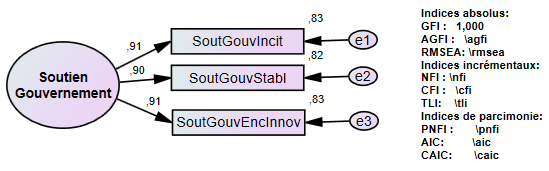 ,83
,91
SoutGouvIncit
e1
,82
Soutien
Gouvernement
,90
SoutGouvStabl
e2
,91
,83
SoutGouvEncInnov
e3
Indices absolus:
GFI : 1,000
AGFI : \agfi
RMSEA: \rmsea
Indices incrémentaux:
NFI : \nfi
CFI : \cfi
TLI: \tli
Indices de parcimonie:
PNFI : \pnfi
AIC: \aic
CAIC: \caic